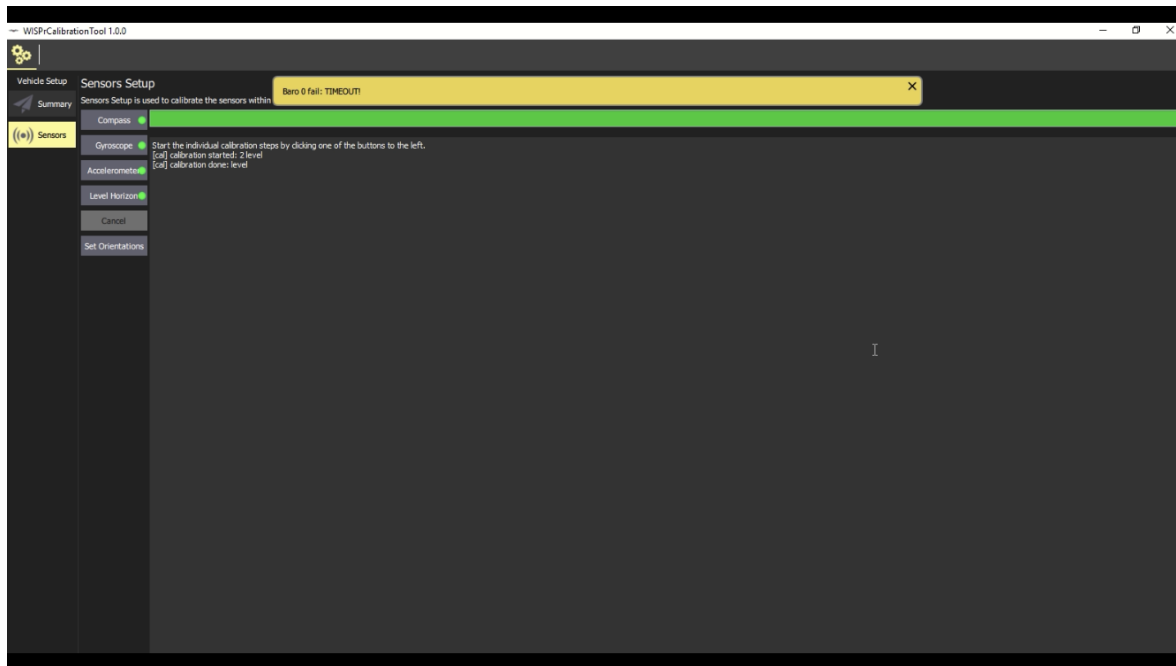 WISPrCalibrationTool 1.0.0
Vehicle Setup
Summary
Sensors
Sensors Setup
Sensors Setup is used to calibrate the sensors within
Baro 0 fail: TIMEOUT!
Compass
Gyroscope
Accelerometer
Level Horizon
Cancel
Set Orientations
Start the individual calibration steps by clicking one of the buttons to the left.
[cal] calibration started: 2 level
[cal] calibration done: level